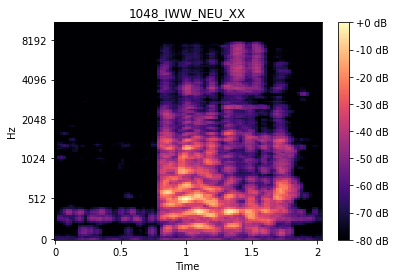 1048_IWW_NEU_XX
8192
4096
2048
1024
512
0
Hz
0
0.5
1
1.5
2
Time
+0 dB
-10 dB
-20 dB
-30 dB
-40 dB
-50 dB
-60 dB
-70 dB
-80 dB